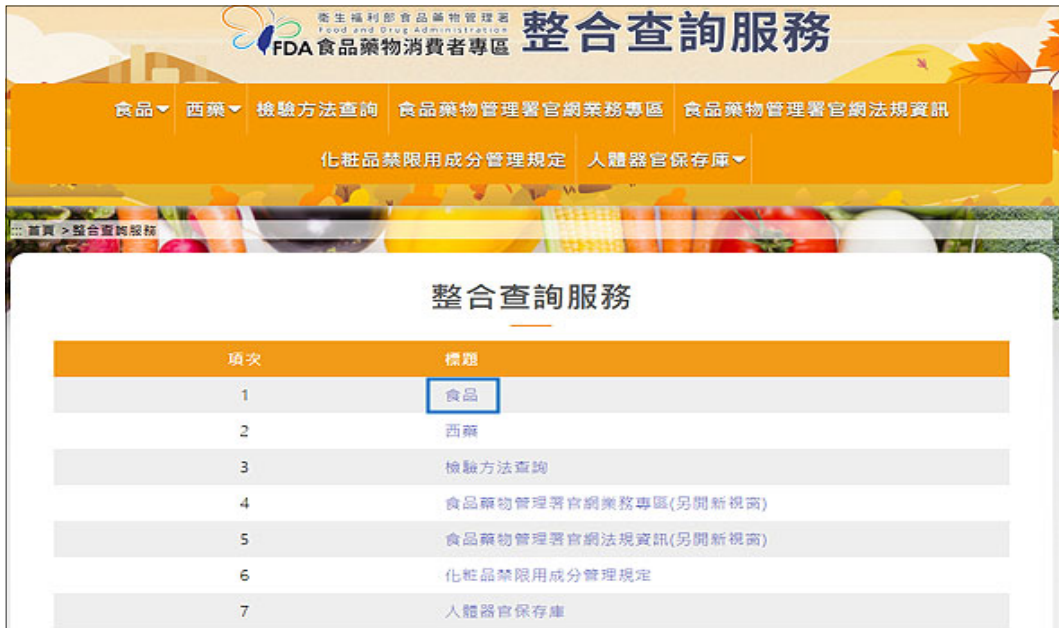 衛生福利部食品藥物管理署
Food and Drug Administration
FDA 食品藥物消費者專區
整合查詢服務
食品 西藥 檢驗方法查詢 食品藥物管理署官網業務專區 食品藥物管理署官網法規資訊
化粧品禁限用成分管理規定 人體器官保存庫
::: 首頁 >整合查詢服務
整合查詢服務
項次 標題
1 食品
2 西藥
3 檢驗方法查詢
4 食品藥物管理署官網業務專區(另開新視窗)
5 食品藥物管理署官網法規資訊(另開新視窗)
6 化粧品禁限用成分管理規定
7 人體器官保存庫